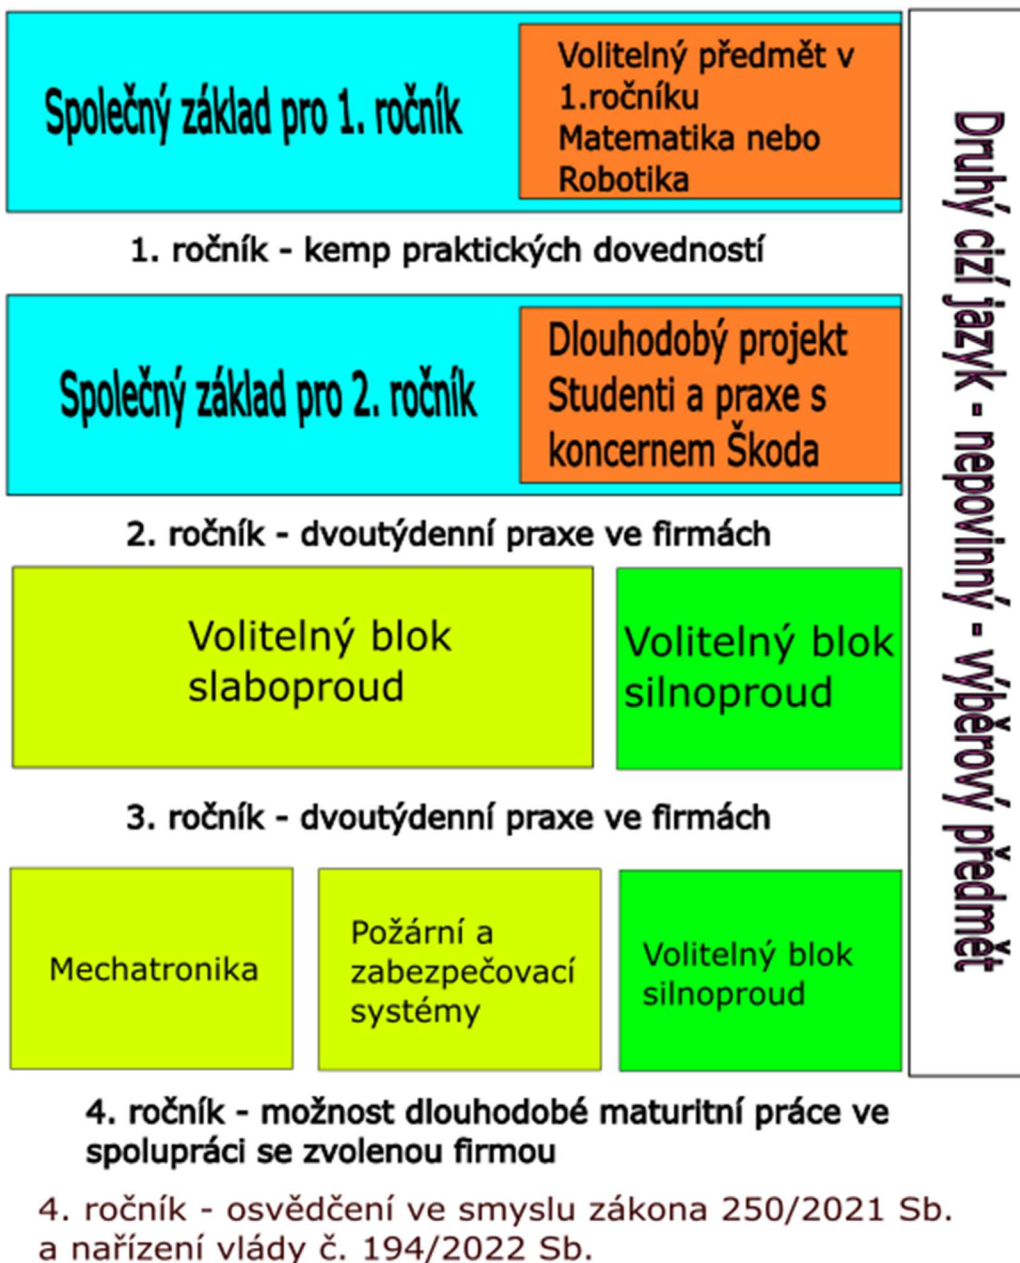 Společný základ pro 1. ročník
Volitelný předmět v
1.ročníku
Matematika nebo
Robotika
1. ročník - kemp praktických dovedností
Společný základ pro 2. ročník
Dlouhodobý projekt
Studenti a praxe s
koncernem Škoda
2. ročník - dvoutýdenní praxe ve firmách
Volitelný blok
slaboproud
Volitelný blok
silnoproud
3. ročník - dvoutýdenní praxe ve firmách
Mechatronika
Požární a
zabezpečovací
systémy
Volitelný blok
silnoproud
4. ročník - možnost dlouhodobé maturitní práce ve
spolupráci se zvolenou firmou
4. ročník - osvědčení ve smyslu zákona 250/2021 Sb.
a nařízení vlády č. 194/2022 Sb.
Druhý cizí jazyk - nepovinný - výběrový předmět